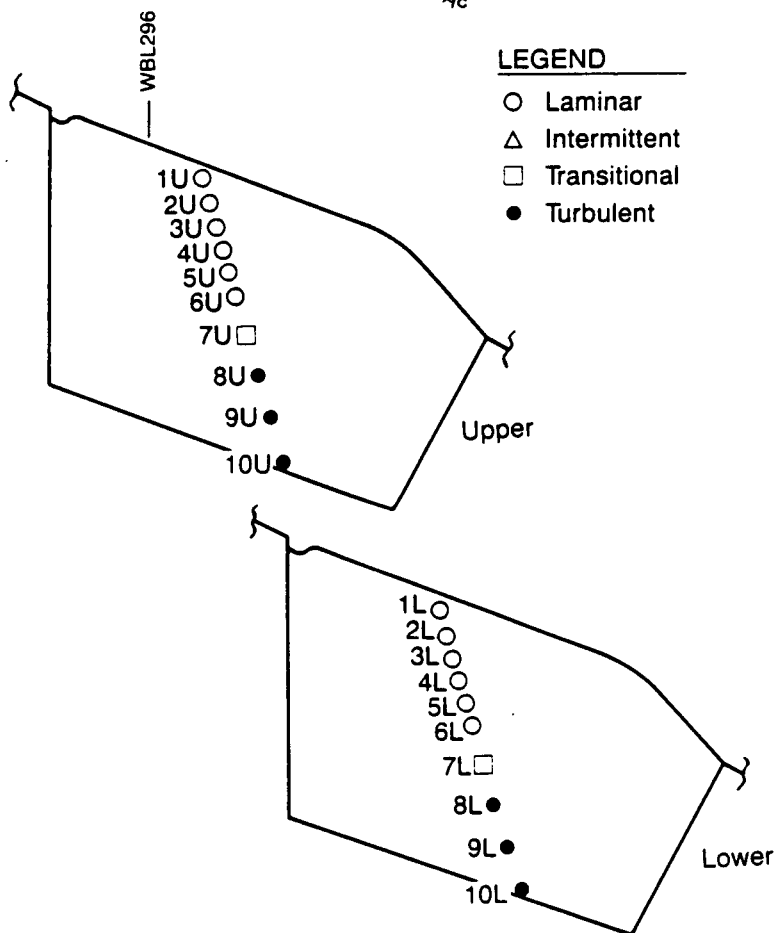 WBL296
LEGEND
Laminar
Intermittent
Transitional
Turbulent
1U
2U
3U
4U
5U
6U
7U
8U
9U
10U
Upper
1L
2L
3L
4L
5L
6L
7L
8L
9L
10L
Lower